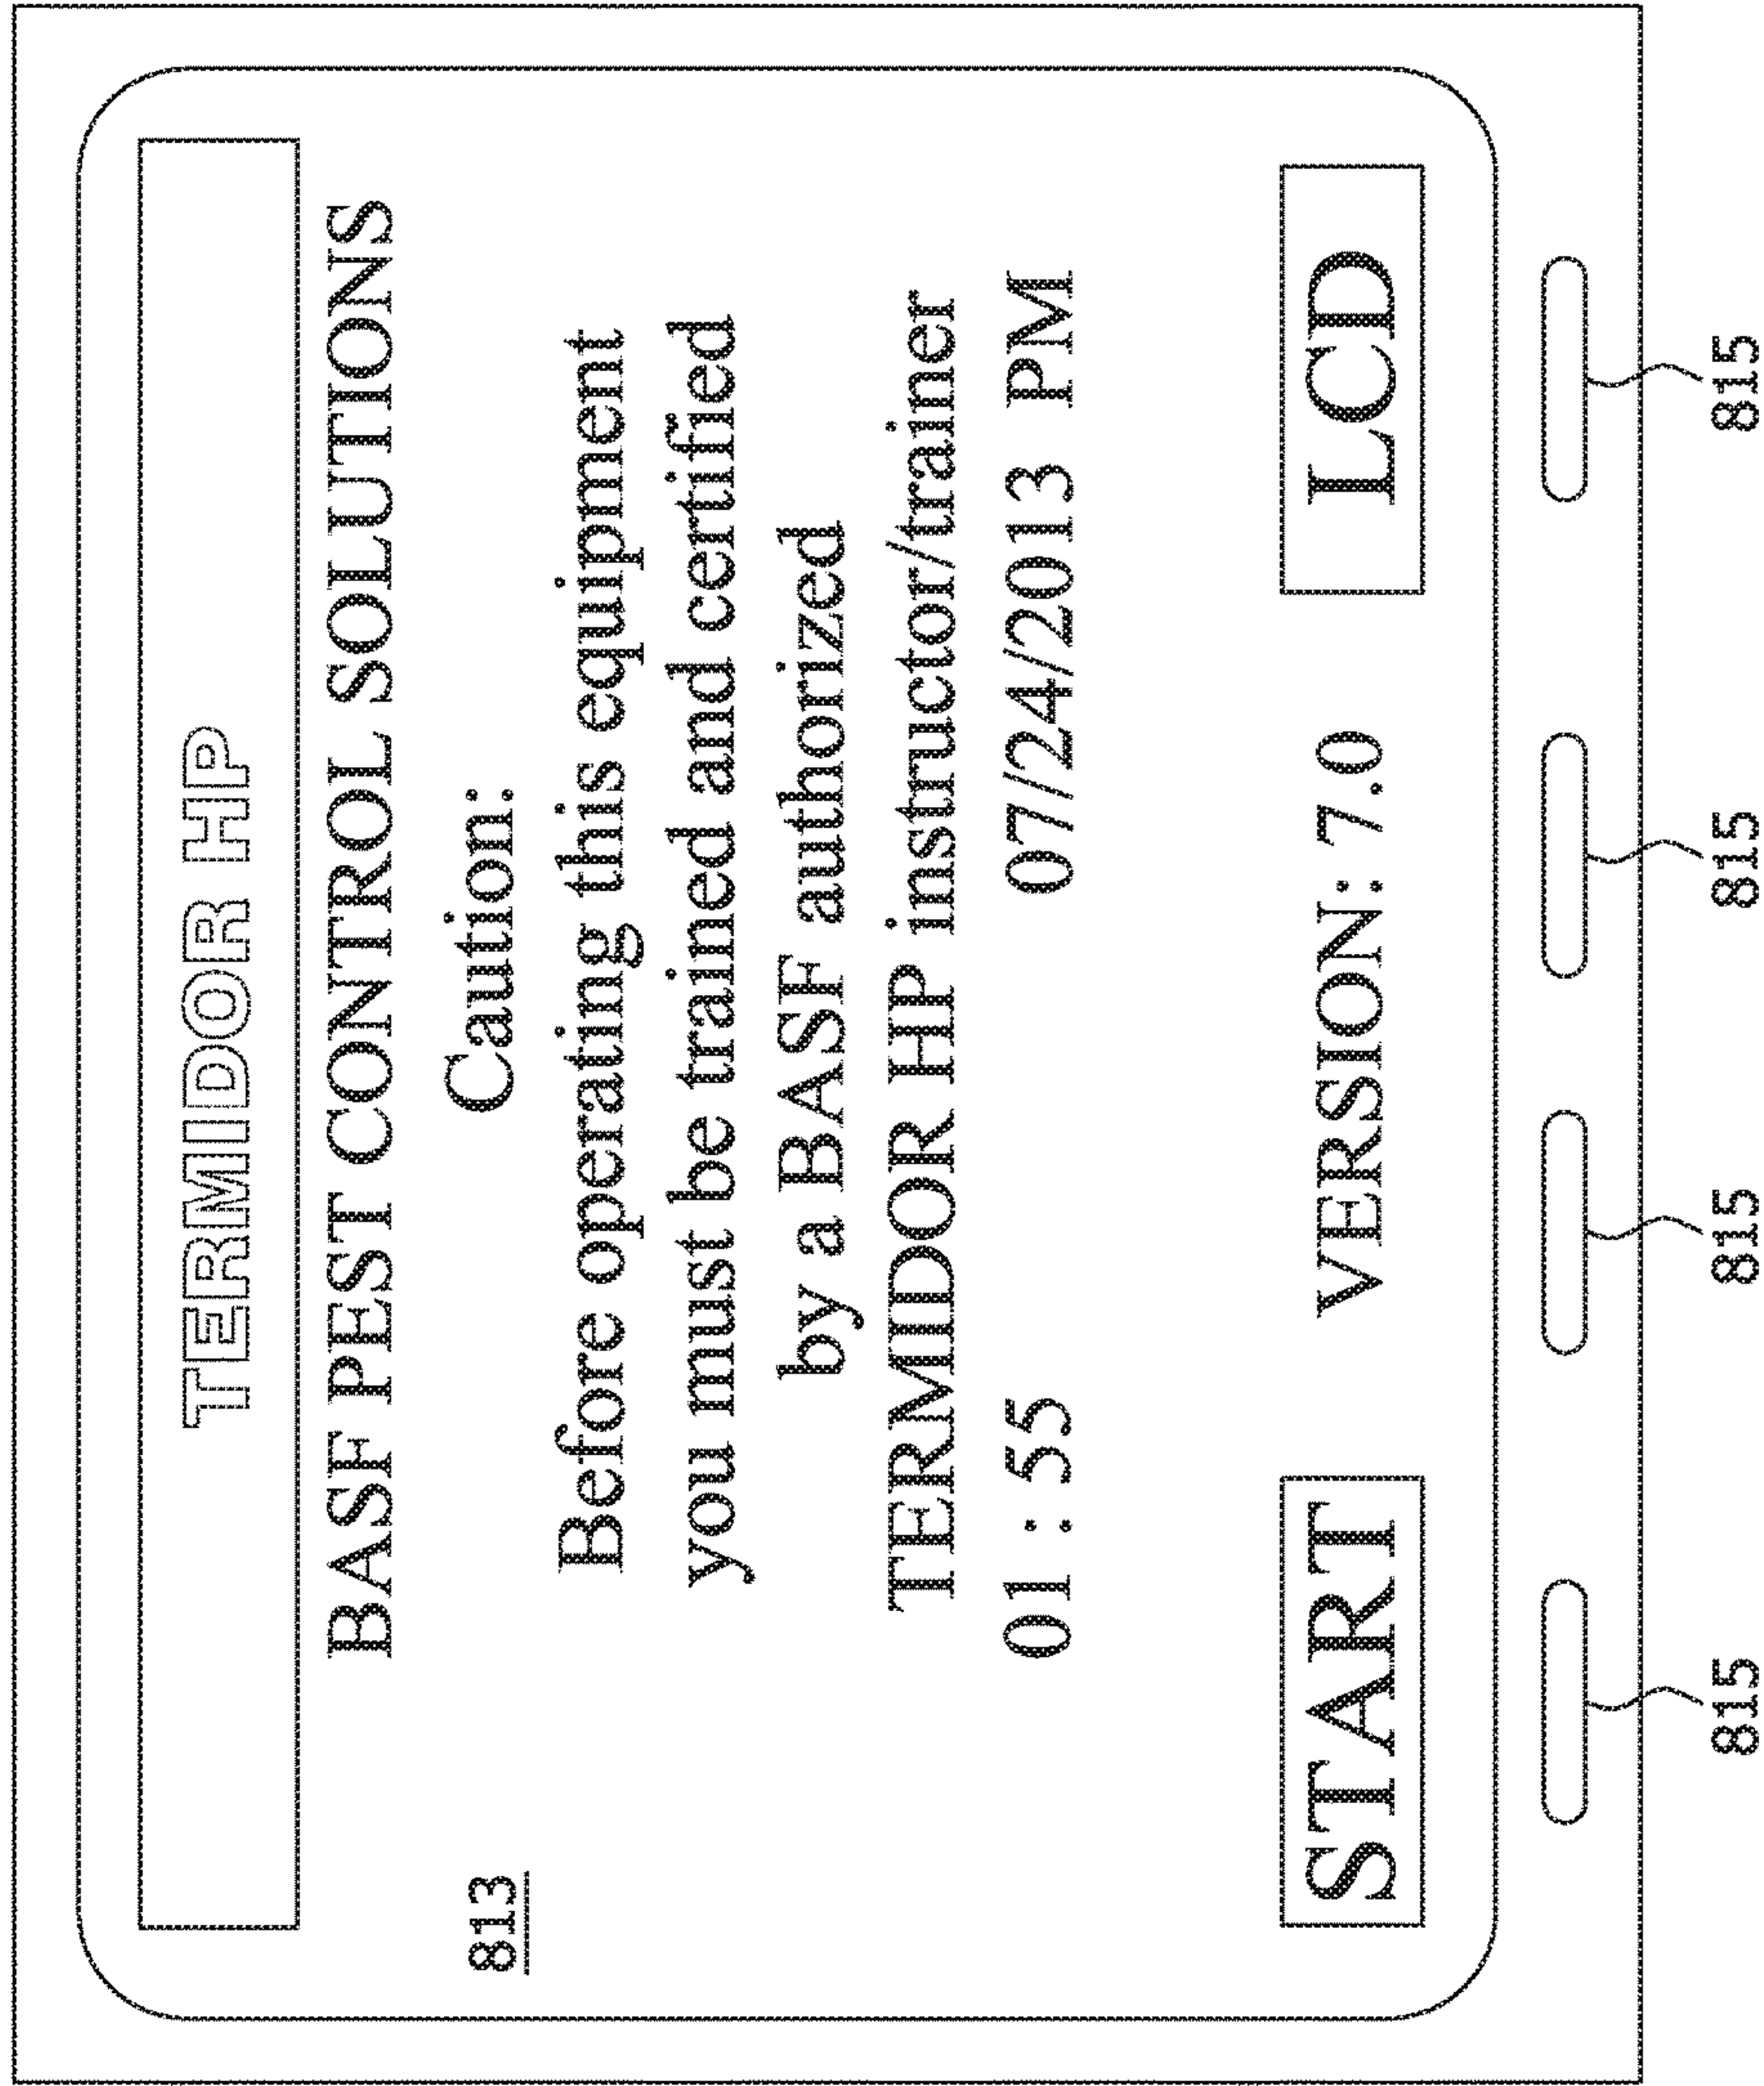 TERMIDOR HP
BASF PEST CONTROL SOLUTIONS
813
Caution:
Before operating this equipment
you must be trained and certified
by a BASF authorized
TERMIDOR HP instructor/trainer
01 : 55 07/24/2013 PM
START VERSION: 7.0 LCD
815 815 815 815